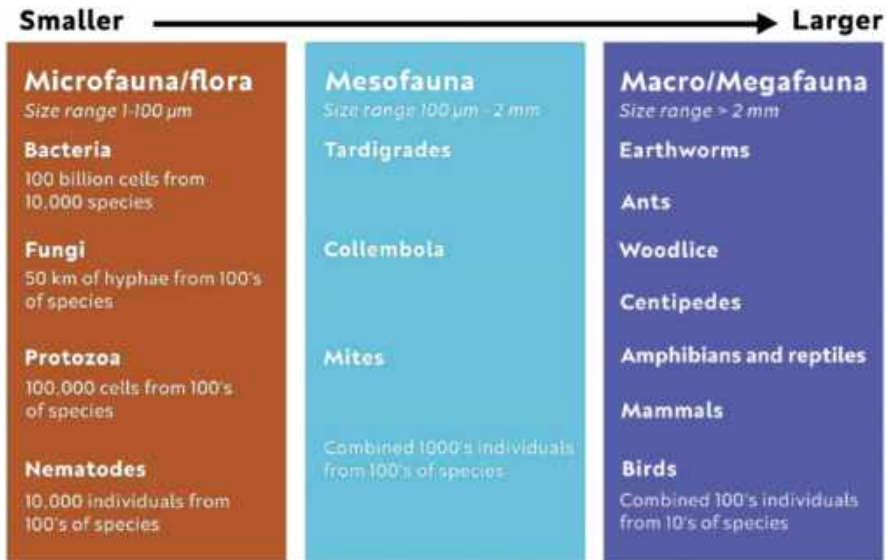 Smaller
Larger
Microfauna/flora
Size range 1-100 µm
Bacteria
100 billion cells from
10,000 species
Fungi
50 km of hyphae from 100's
of species
Protozoa
100,000 cells from 100's
of species
Nematodes
10,000 individuals from
100's of species
Mesofauna
Size range 100 µm - 2 mm
Tardigrades
Collembola
Mites
Combined 1000's individuals
from 100's of species
Macro/Megafauna
Size range > 2 mm
Earthworms
Ants
Woodlice
Centipedes
Amphibians and reptiles
Mammals
Birds
Combined 100's individuals
from 10's of species